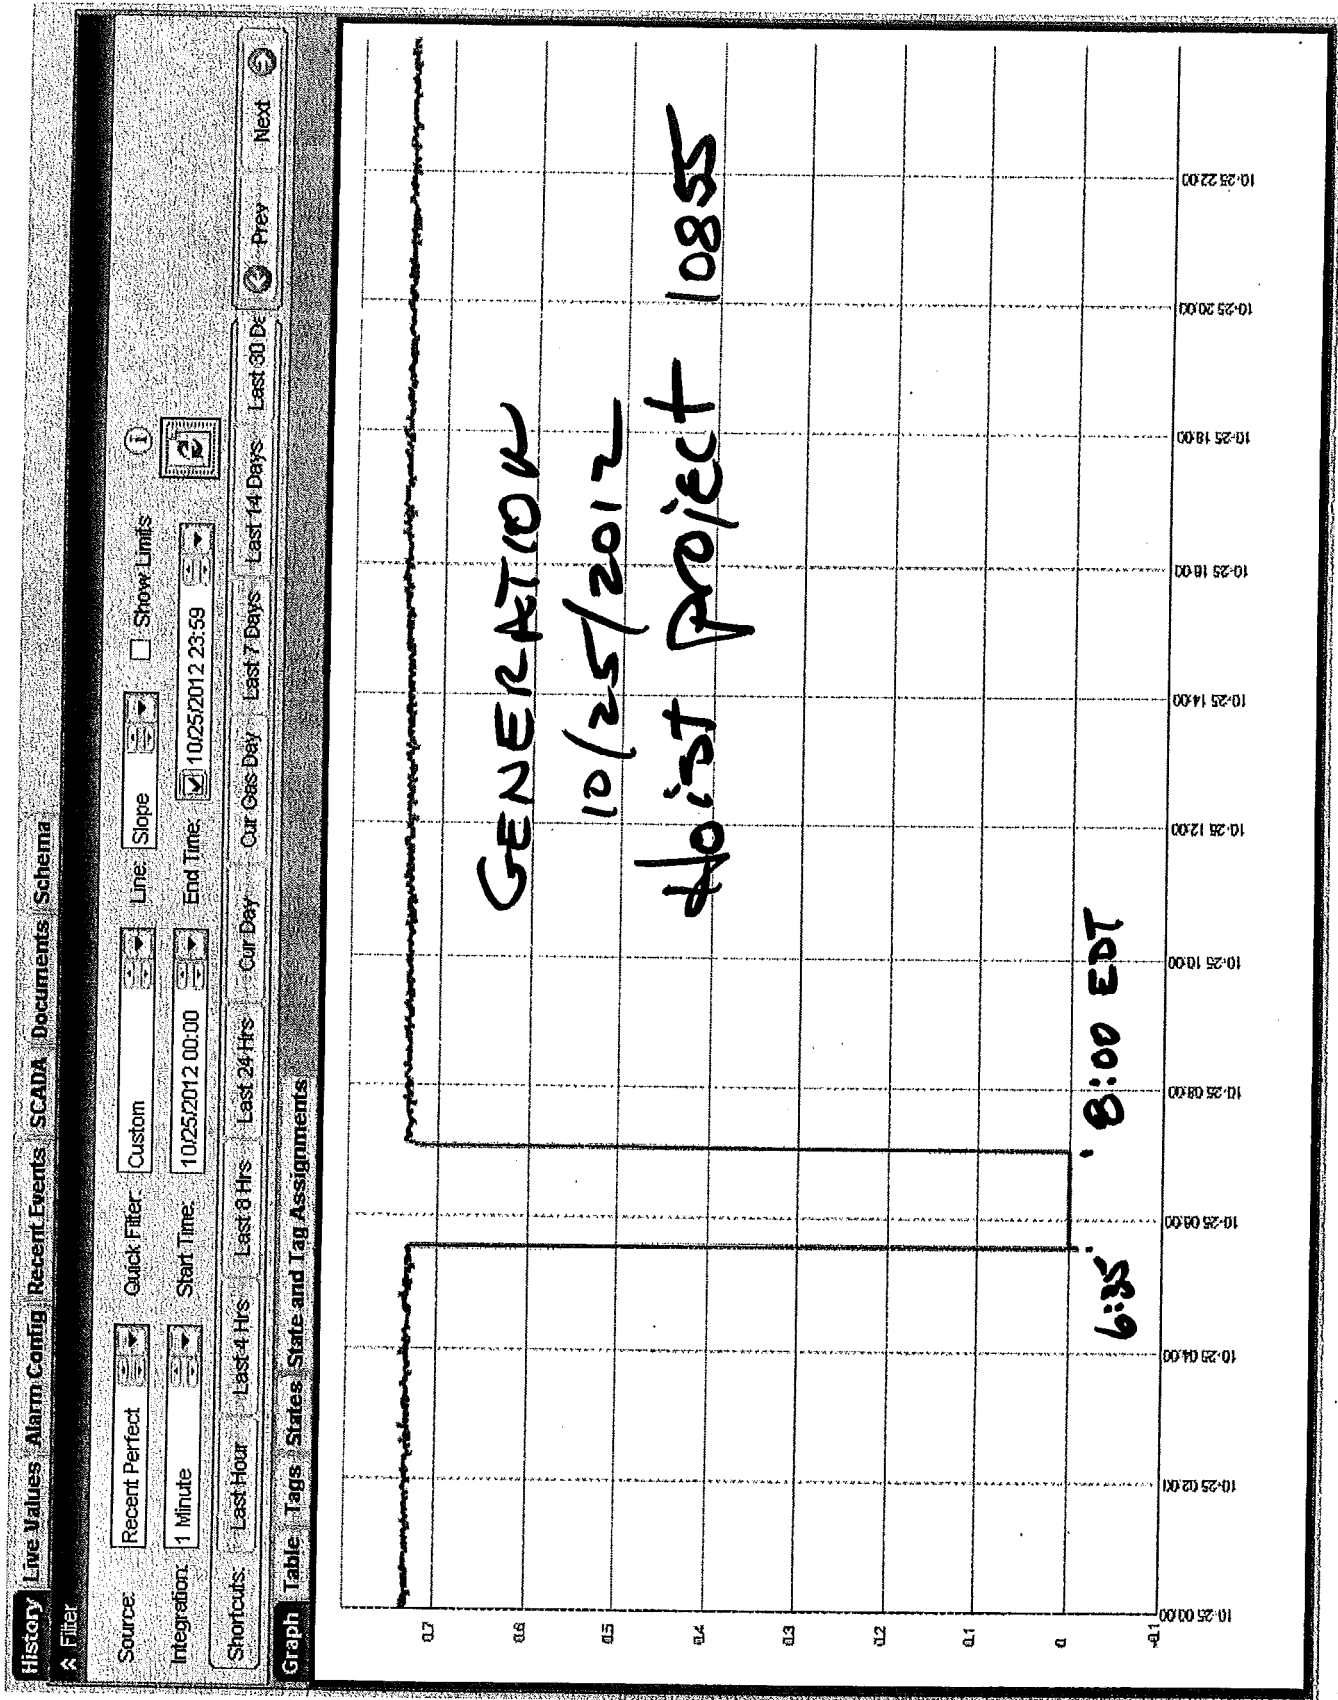 History Live Values Alarm Config Recent Events SCADA Documents Schema
Filter
Source: Recent Perfect Quick Filter: Custom Line: Slope Show Limits
Integration: 1 Minute Start Time: 10/25/2012 00:00 End Time: 10/25/2012 23:59
Shortcuts: Last Hour Last 4 Hrs Last 8 Hrs Last 24 Hrs Cur Day Cur Gas Day Last 7 Days Last 14 Days Last 30 Da Prev Next
Graph Table Tags States State and Tag Assignments
0.7
0.6
0.5
0.4
0.3
0.2
0.1
0
-0.1
GENERATION
10/25/2012
Hoist Project 10855
6:35 8:00 EDT
10-25 00:00 10-25 02:00 10-25 04:00 10-25 06:00 10-25 08:00 10-25 10:00 10-25 12:00 10-25 14:00 10-25 16:00 10-25 18:00 10-25 20:00 10-25 22:00